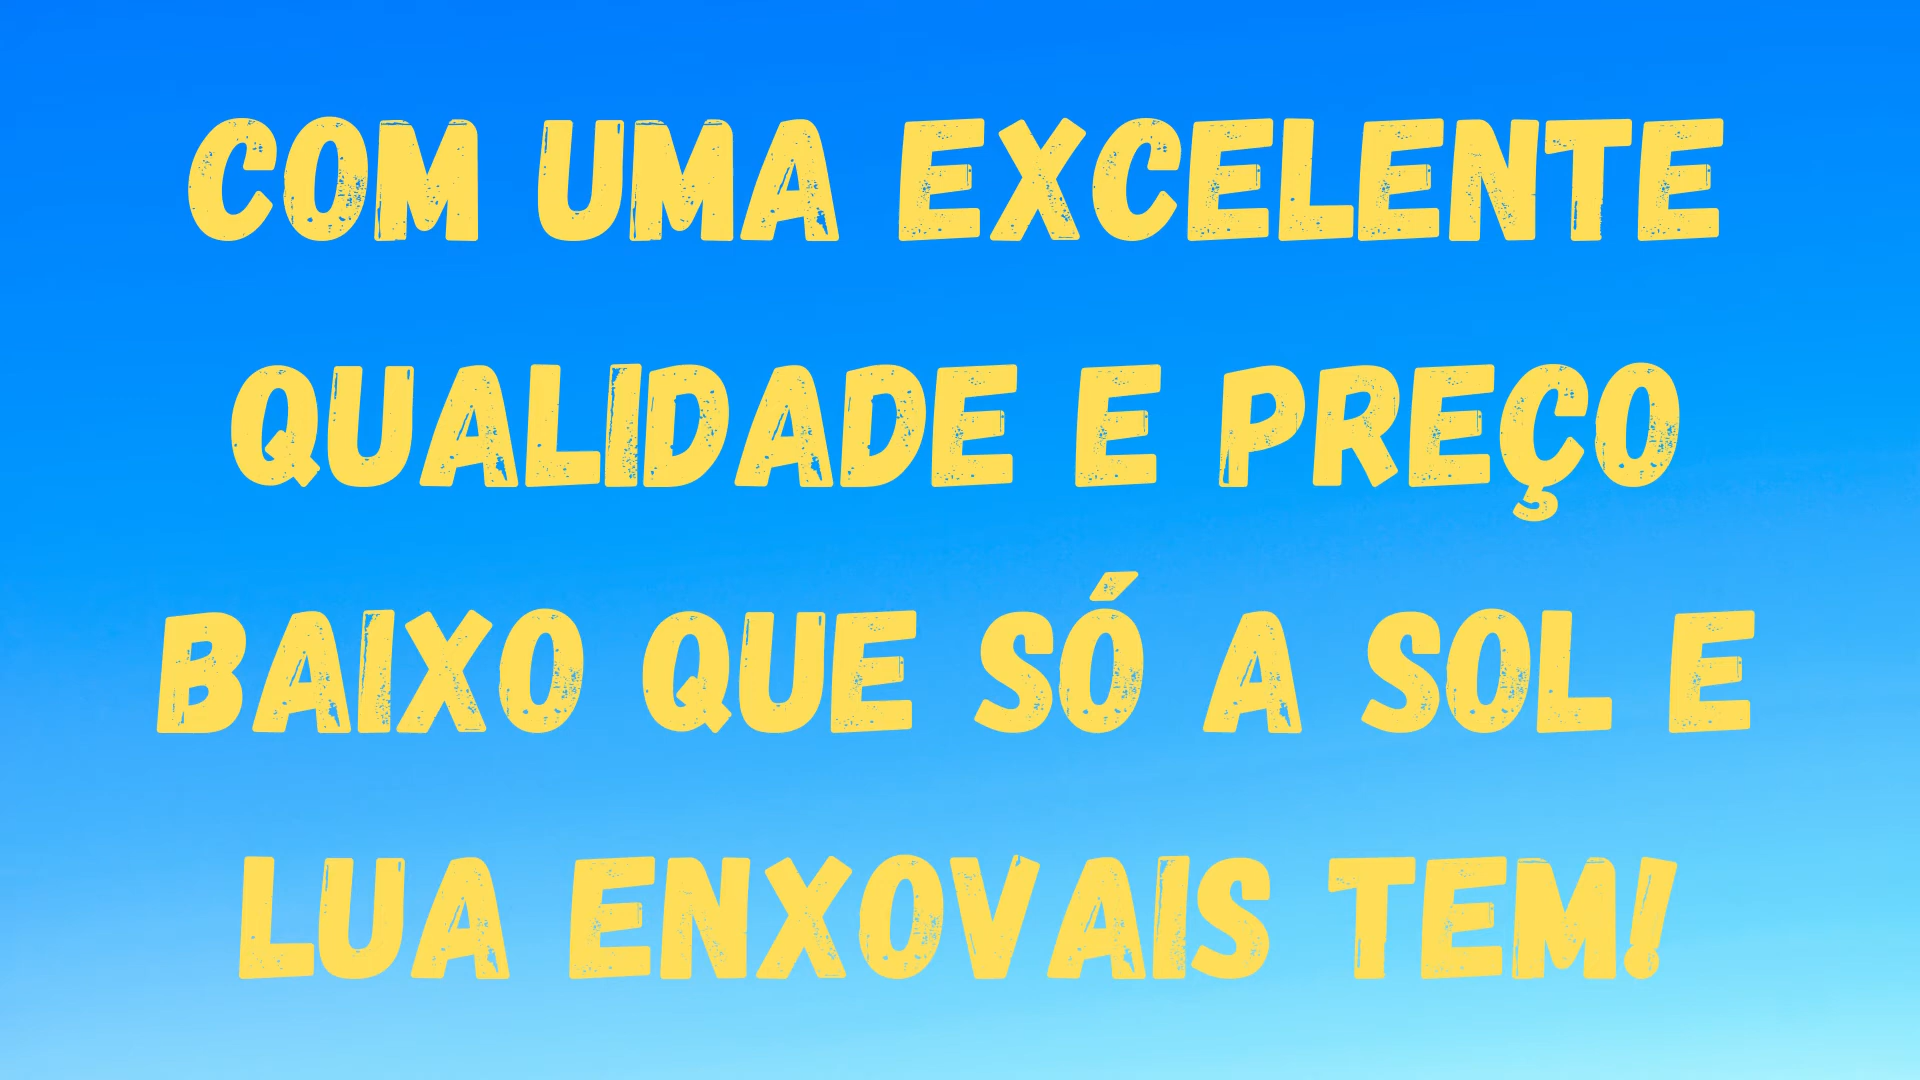 COM UMA EXCELENTE
QUALIDADE E PREÇO
BAIXO QUE SÓ A SOL E
LUA ENXOVAIS TEM!